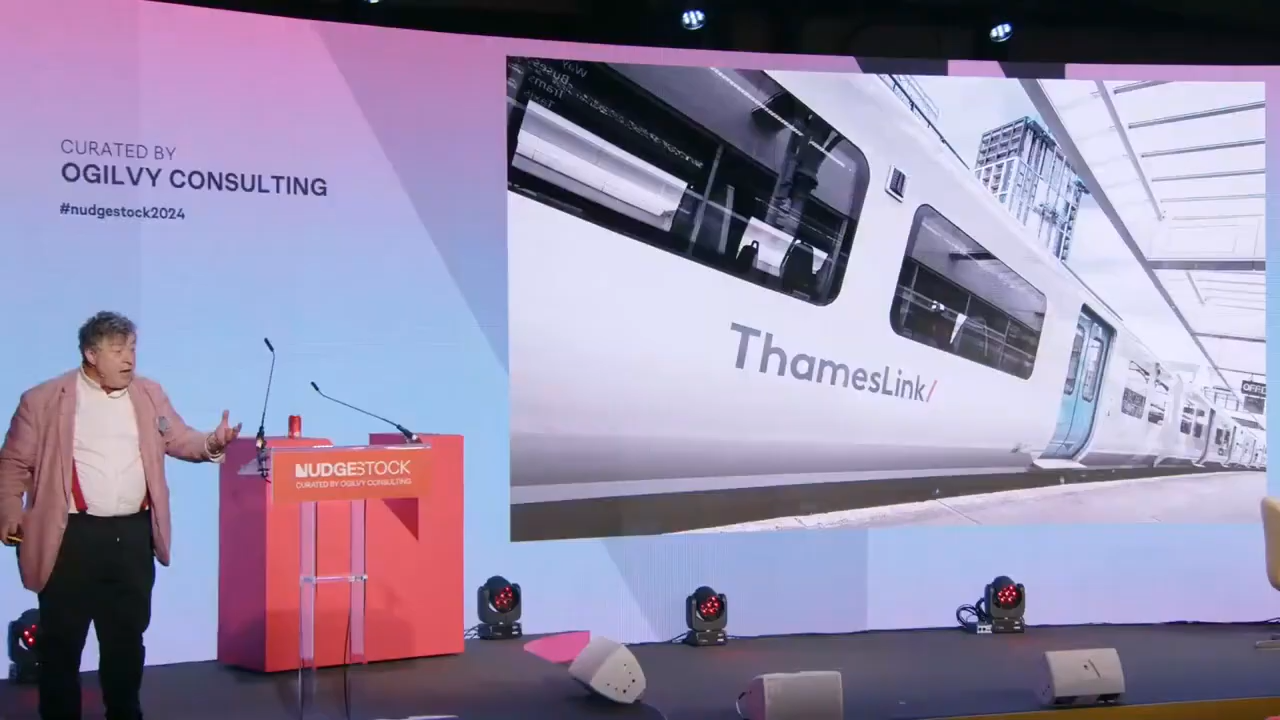 CURATED BY
OGILVY CONSULTING
#nudgestock2024
ThamesLink/
NUDGESTOCK
CURATED BY OGILVY CONSULTING